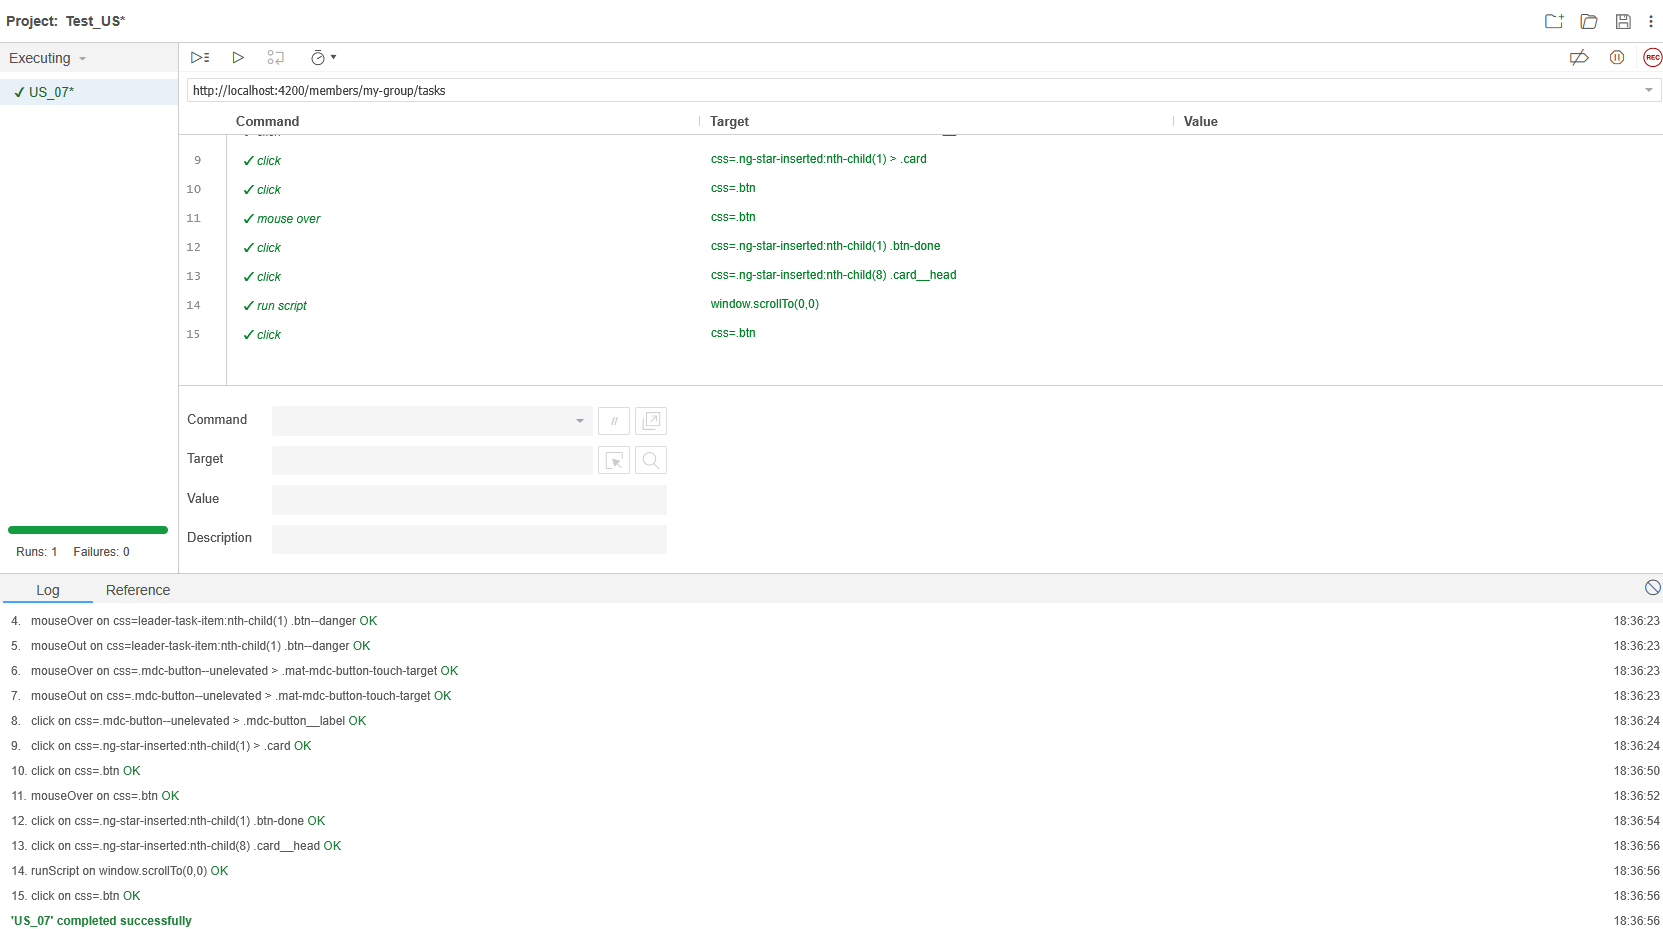 Project: Test_US*
Executing
✓ US_07*
REC
http://localhost:4200/members/my-group/tasks
Command Target Value
9 ✓ click css=.ng-star-inserted:nth-child(1) > .card
10 ✓ click css=.btn
11 ✓ mouse over css=.btn
12 ✓ click css=.ng-star-inserted:nth-child(1) .btn-done
13 ✓ click css=.ng-star-inserted:nth-child(8) .card__head
14 ✓ run script window.scrollTo(0,0)
15 ✓ click css=.btn
Command //
Target
Value
Description
Runs: 1 Failures: 0
Log Reference
4. mouseOver on css=leader-task-item:nth-child(1) .btn--danger OK 18:36:23
5. mouseOut on css=leader-task-item:nth-child(1) .btn--danger OK 18:36:23
6. mouseOver on css=.mdc-button--unelevated > .mat-mdc-button-touch-target OK 18:36:23
7. mouseOut on css=.mdc-button--unelevated > .mat-mdc-button-touch-target OK 18:36:23
8. click on css=.mdc-button--unelevated > .mdc-button__label OK 18:36:24
9. click on css=.ng-star-inserted:nth-child(1) > .card OK 18:36:24
10. click on css=.btn OK 18:36:50
11. mouseOver on css=.btn OK 18:36:52
12. click on css=.ng-star-inserted:nth-child(1) .btn-done OK 18:36:54
13. click on css=.ng-star-inserted:nth-child(8) .card__head OK 18:36:56
14. runScript on window.scrollTo(0,0) OK 18:36:56
15. click on css=.btn OK 18:36:56
'US_07' completed successfully 18:36:56